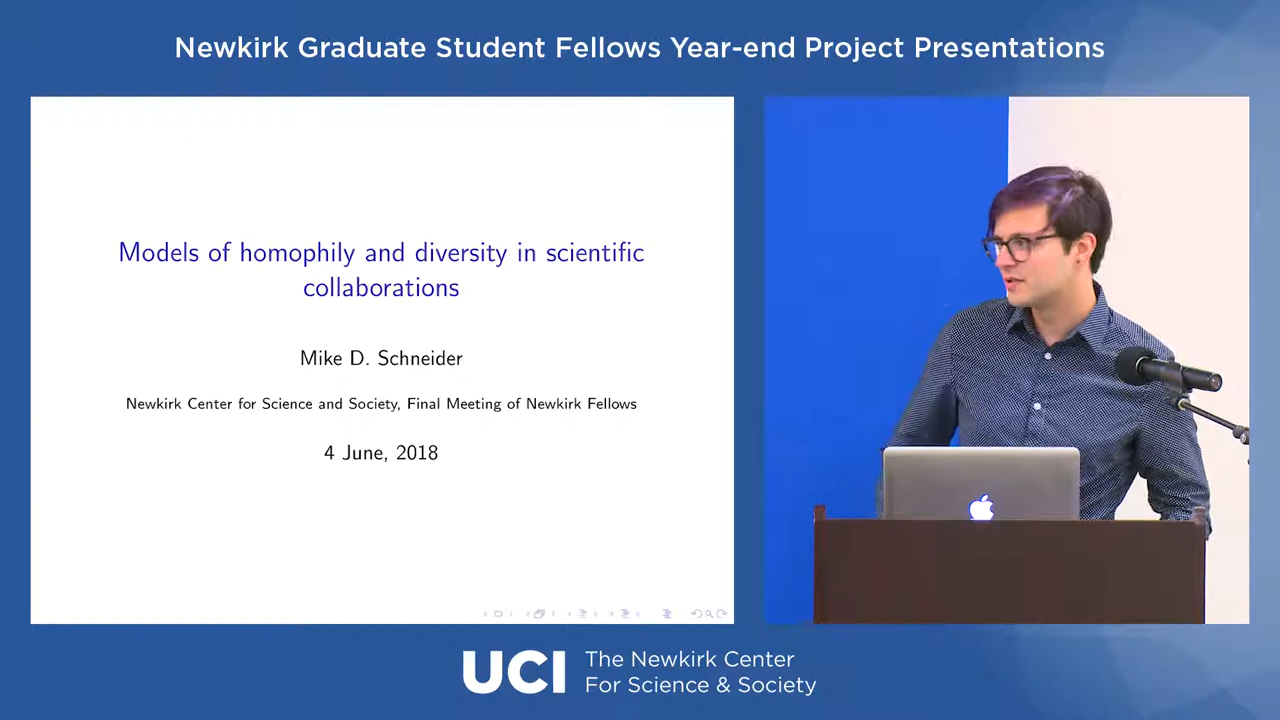 Newkirk Graduate Student Fellows Year-end Project Presentations
Models of homophily and diversity in scientific
collaborations
Mike D. Schneider
Newkirk Center for Science and Society, Final Meeting of Newkirk Fellows
4 June, 2018
UCI
The Newkirk Center
For Science & Society